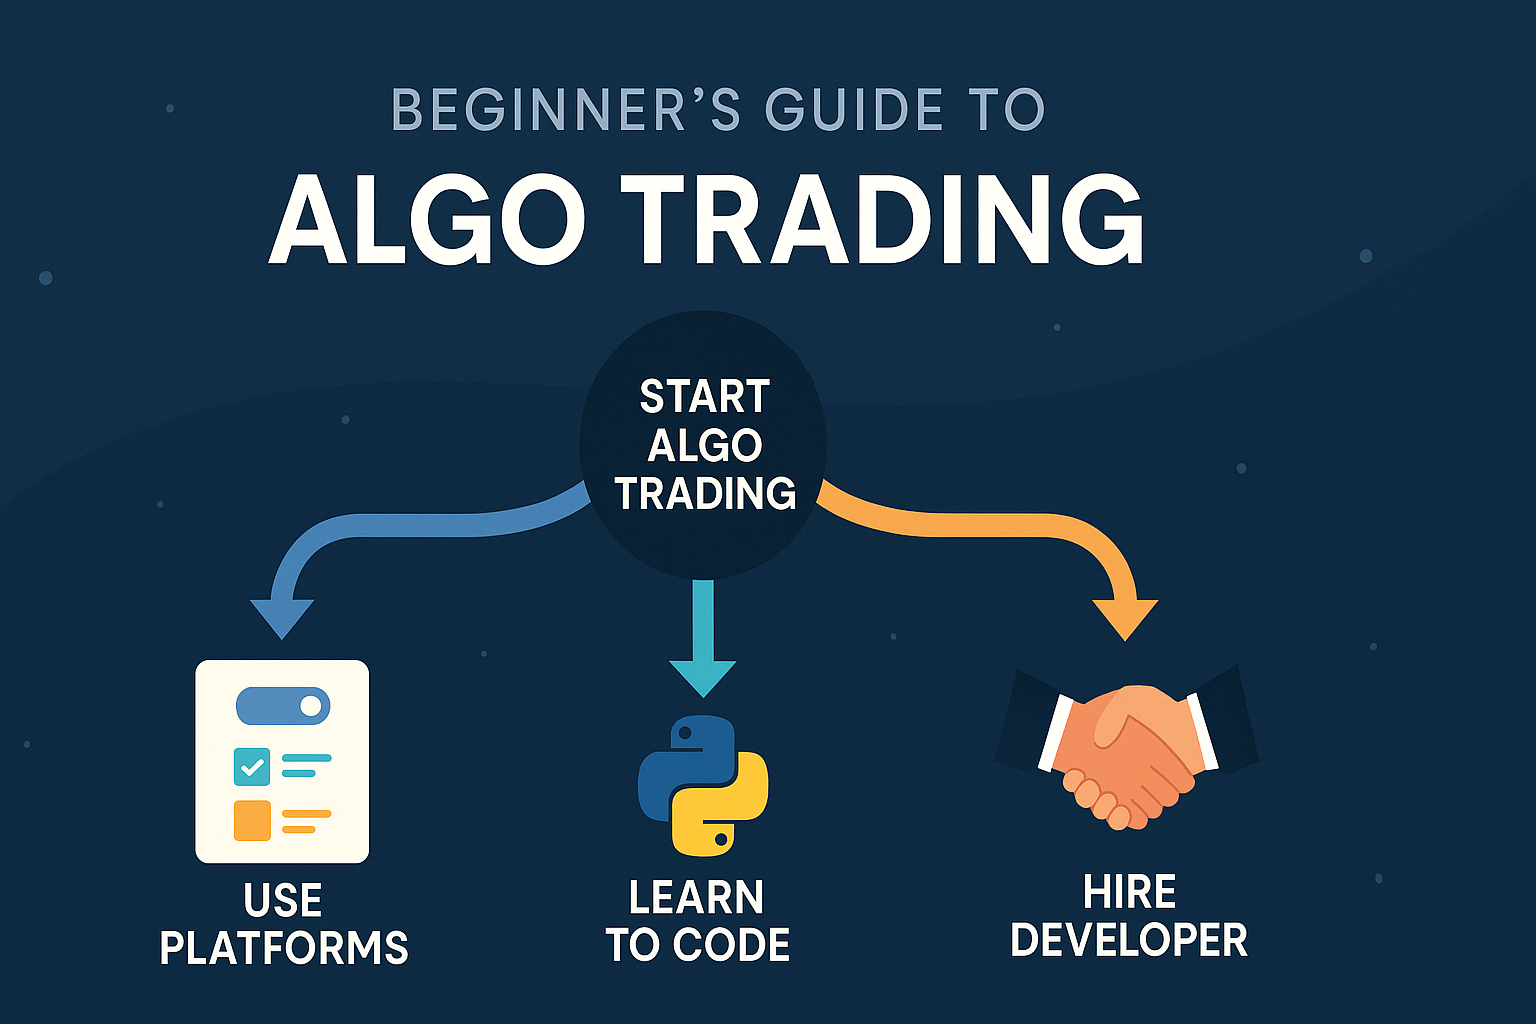 BEGINNER’S GUIDE TO
ALGO TRADING
START
ALGO
TRADING
USE
PLATFORMS
LEARN
TO CODE
HIRE
DEVELOPER